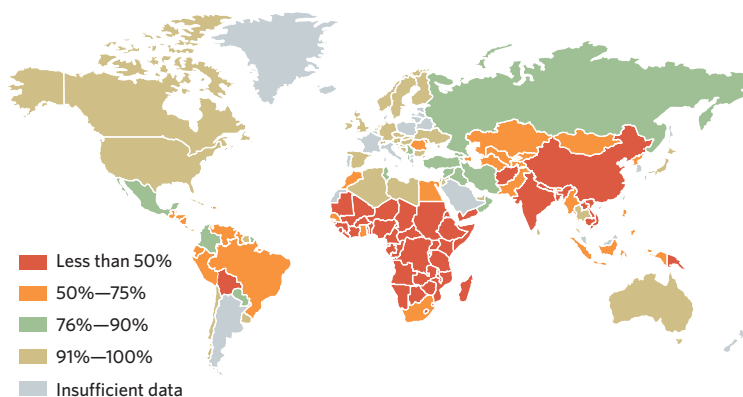 Less than 50%
50%—75%
76%—90%
91%—100%
Insufficient data